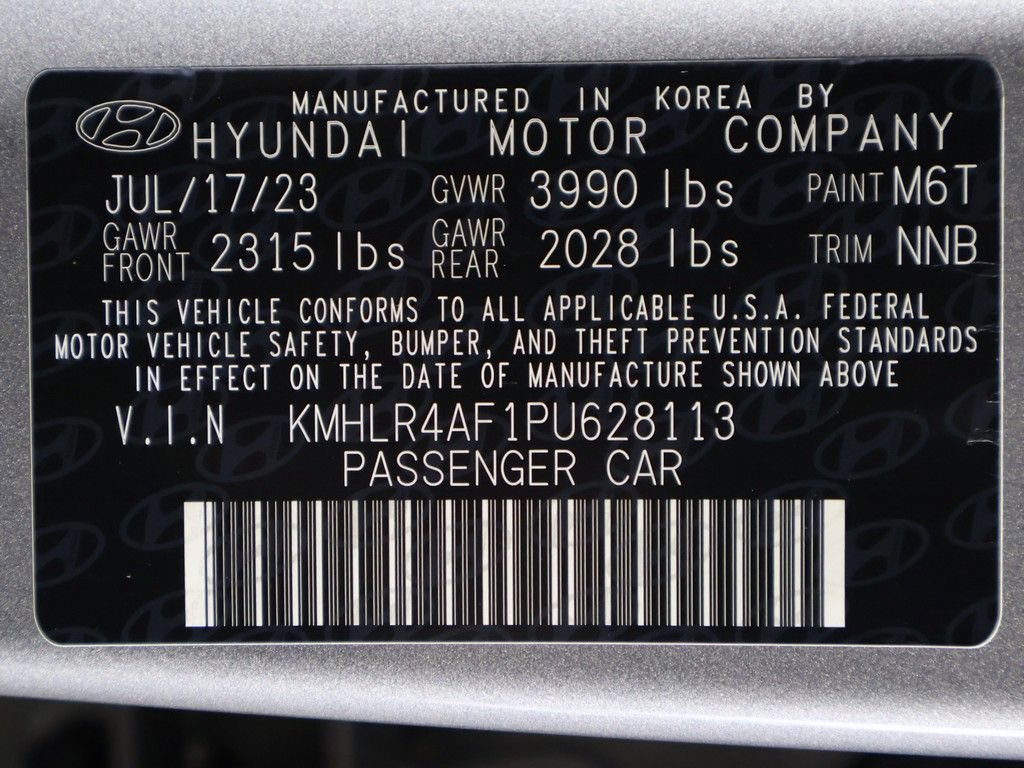 MANUFACTURED IN KOREA BY
HYUNDAI MOTOR COMPANY
JUL/17/23 GVWR 3990 lbs PAINT M6T
GAWR FRONT 2315 lbs GAWR REAR 2028 lbs TRIM NNB
THIS VEHICLE CONFORMS TO ALL APPLICABLE U.S.A. FEDERAL
MOTOR VEHICLE SAFETY, BUMPER, AND THEFT PREVENTION STANDARDS
IN EFFECT ON THE DATE OF MANUFACTURE SHOWN ABOVE
V.I.N KMHLR4AF1PU628113
PASSENGER CAR